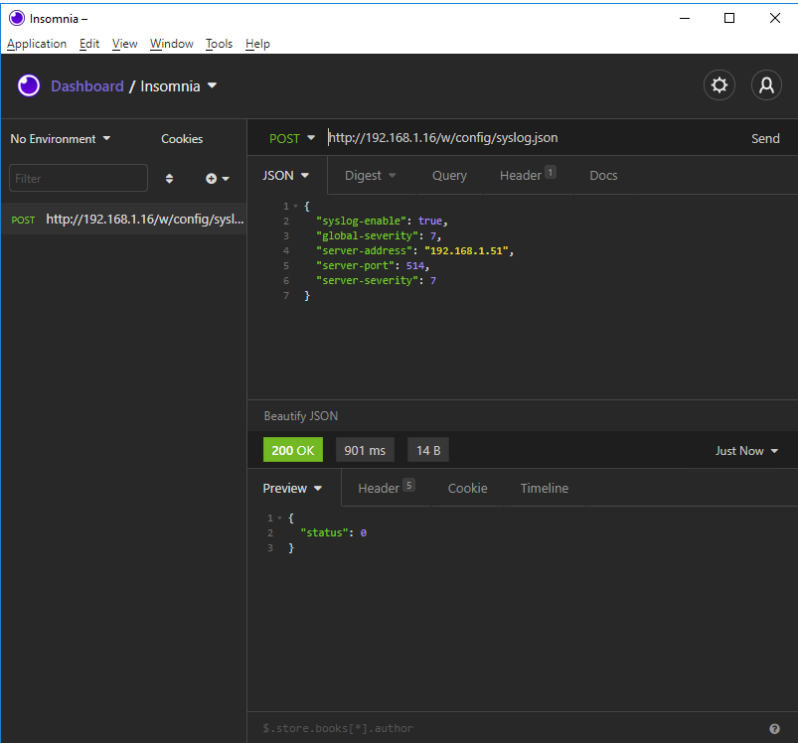 Insomnia –
Application Edit View Window Tools Help
Dashboard / Insomnia
No Environment Cookies
POST http://192.168.1.16/w/config/syslog.json Send
Filter
JSON Digest Query Header 1 Docs
POST http://192.168.1.16/w/config/sysl...
1 {
2 "syslog-enable": true,
3 "global-severity": 7,
4 "server-address": "192.168.1.51",
5 "server-port": 514,
6 "server-severity": 7
7 }
Beautify JSON
200 OK 901 ms 14 B Just Now
Preview Header 5 Cookie Timeline
1 {
2 "status": 0
3 }
$.store.books[*].author